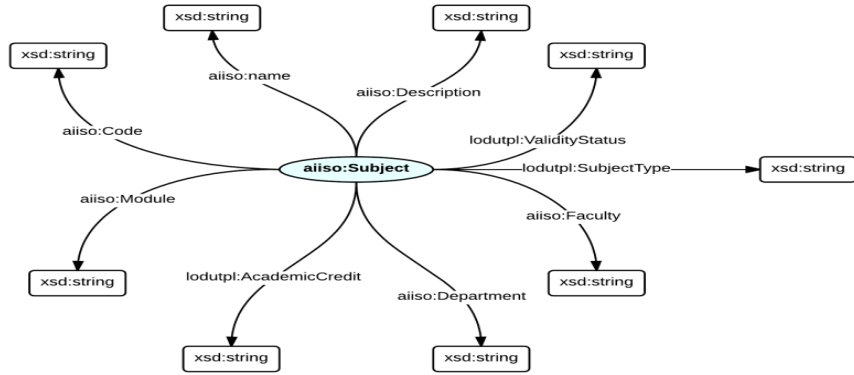 xsd:string
xsd:string
xsd:string
xsd:string
aiiso:name
aiiso:Description
aiiso:Code
lodutpl:ValidityStatus
aiiso:Subject
lodutpl:SubjectType
xsd:string
aiiso:Module
aiiso:Faculty
xsd:string
lodutpl:AcademicCredit
xsd:string
aiiso:Department
xsd:string
xsd:string